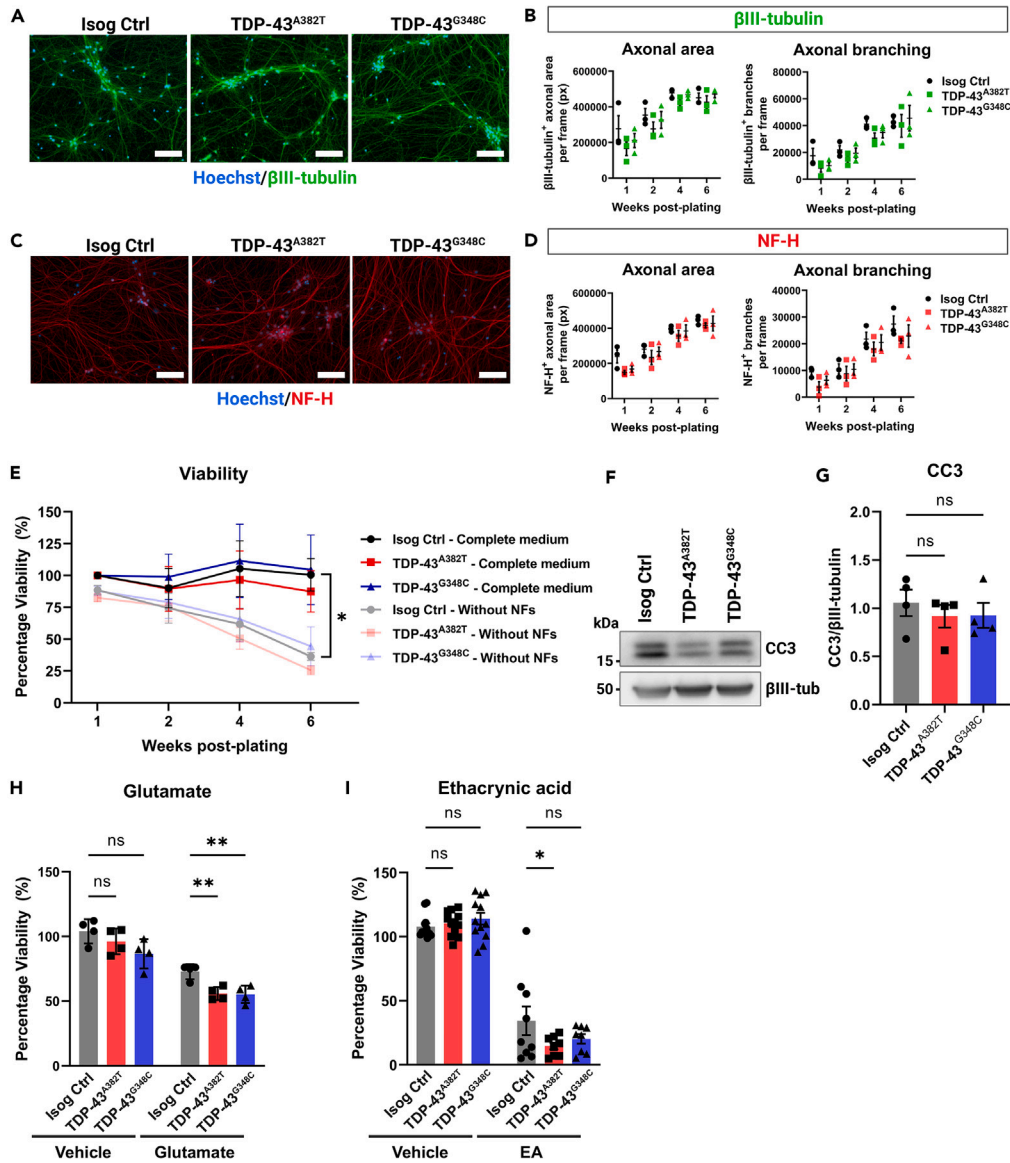 A
Isog Ctrl
TDP-43A382T
TDP-43G348C
Hoechst/βIII-tubulin
B
βIII-tubulin
Axonal area
βIII-tubulin+ axonal area
per frame (px)
600000
400000
200000
0
1
2
4
6
Weeks post-plating
Axonal branching
βIII-tubulin+ branches
per frame
80000
60000
40000
20000
0
1
2
4
6
Weeks post-plating
Isog Ctrl
TDP-43A382T
TDP-43G348C
C
Isog Ctrl
TDP-43A382T
TDP-43G348C
Hoechst/NF-H
D
NF-H
Axonal area
NF-H+ axonal area
per frame (px)
600000
400000
200000
0
1
2
4
6
Weeks post-plating
Axonal branching
NF-H+ branches
per frame
40000
30000
20000
10000
0
1
2
4
6
Weeks post-plating
Isog Ctrl
TDP-43A382T
TDP-43G348C
E
Viability
Percentage Viability (%)
150
125
100
75
50
25
0
1
2
4
6
Weeks post-plating
*
Isog Ctrl - Complete medium
TDP-43A382T - Complete medium
TDP-43G348C - Complete medium
Isog Ctrl - Without NFs
TDP-43A382T - Without NFs
TDP-43G348C - Without NFs
F
Isog Ctrl
TDP-43A382T
TDP-43G348C
kDa
15
CC3
50
βIII-tub
G
CC3
CC3/βIII-tubulin
2.0
1.5
1.0
0.5
0.0
ns
ns
Isog Ctrl
TDP-43A382T
TDP-43G348C
H
Glutamate
Percentage Viability (%)
150
100
50
0
ns
ns
**
**
Isog Ctrl
TDP-43A382T
TDP-43G348C
Isog Ctrl
TDP-43A382T
TDP-43G348C
Vehicle
Glutamate
I
Ethacrynic acid
Percentage Viability (%)
150
100
50
0
ns
ns
ns
*
Isog Ctrl
TDP-43A382T
TDP-43G348C
Isog Ctrl
TDP-43A382T
TDP-43G348C
Vehicle
EA